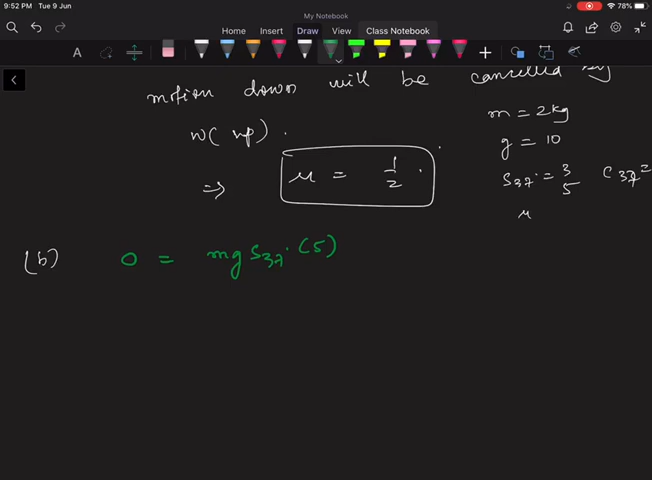 9:52 PM Tue 9 Jun
78%
My Notebook
Home Insert Draw View Class Notebook
A
motion down will be cancelled by
m = 2kg
w( up) .
g = 10
⇒ μ = 1/2 .
S37° = 3/5 C37° =
μ
(b) 0 = mg S37° (5)